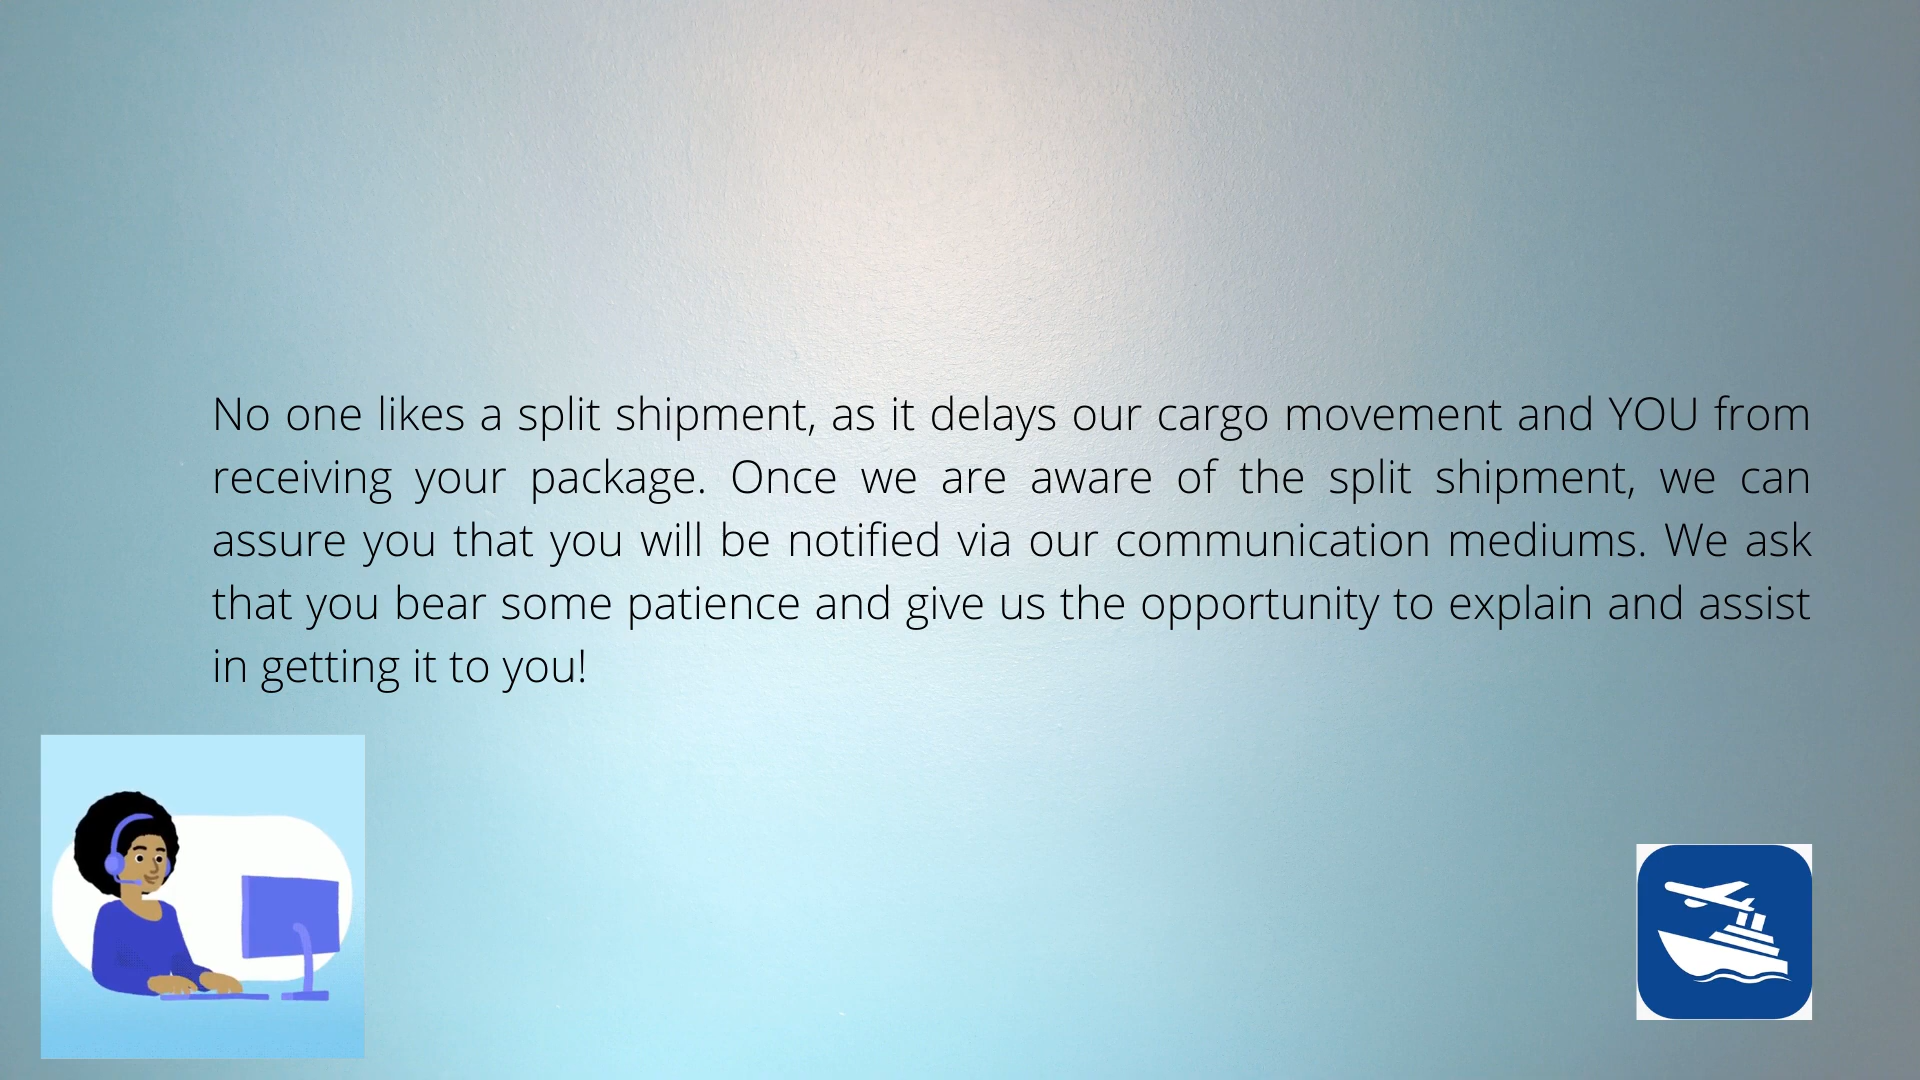 No one likes a split shipment, as it delays our cargo movement and YOU from
receiving your package. Once we are aware of the split shipment, we can
assure you that you will be notified via our communication mediums. We ask
that you bear some patience and give us the opportunity to explain and assist
in getting it to you!